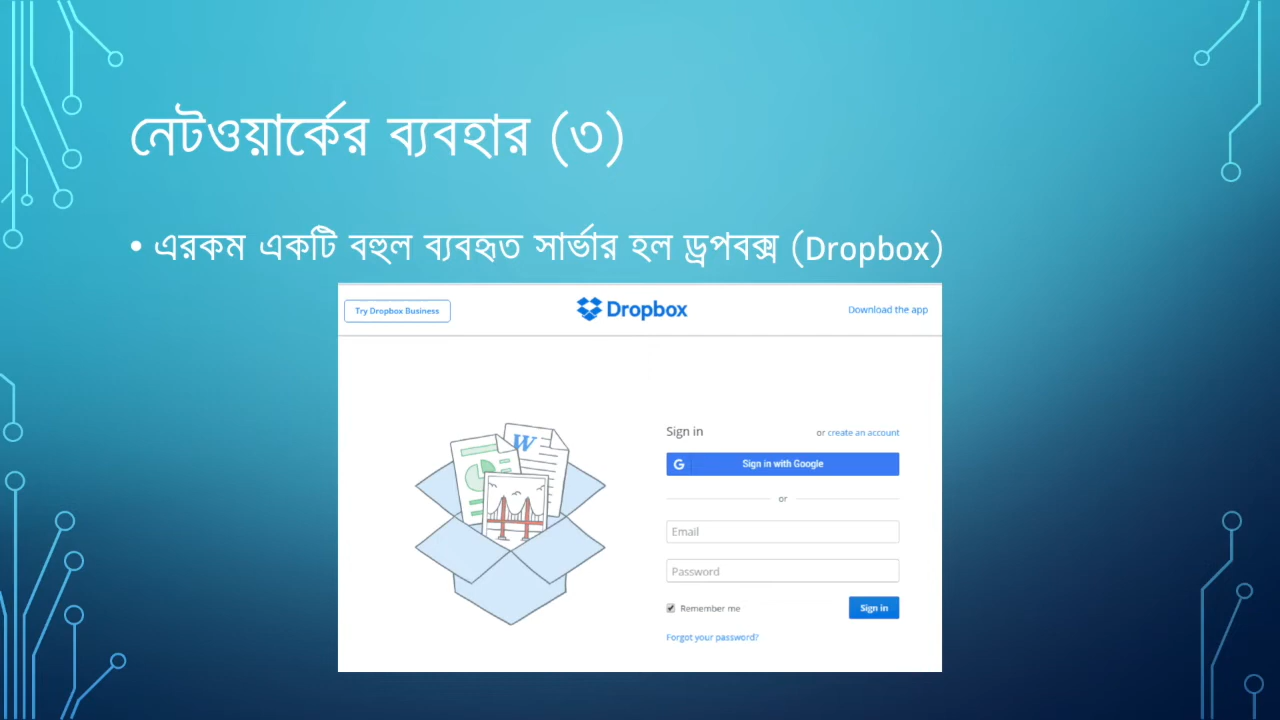 নেটওয়ার্কের ব্যবহার (৩)
• এরকম একটি বহুল ব্যবহৃত সার্ভার হল ড্রপবক্স (Dropbox)
Try Dropbox Business
Dropbox
Download the app
W
Sign in
or create an account
G Sign in with Google
or
Email
Password
Remember me
Sign in
Forgot your password?